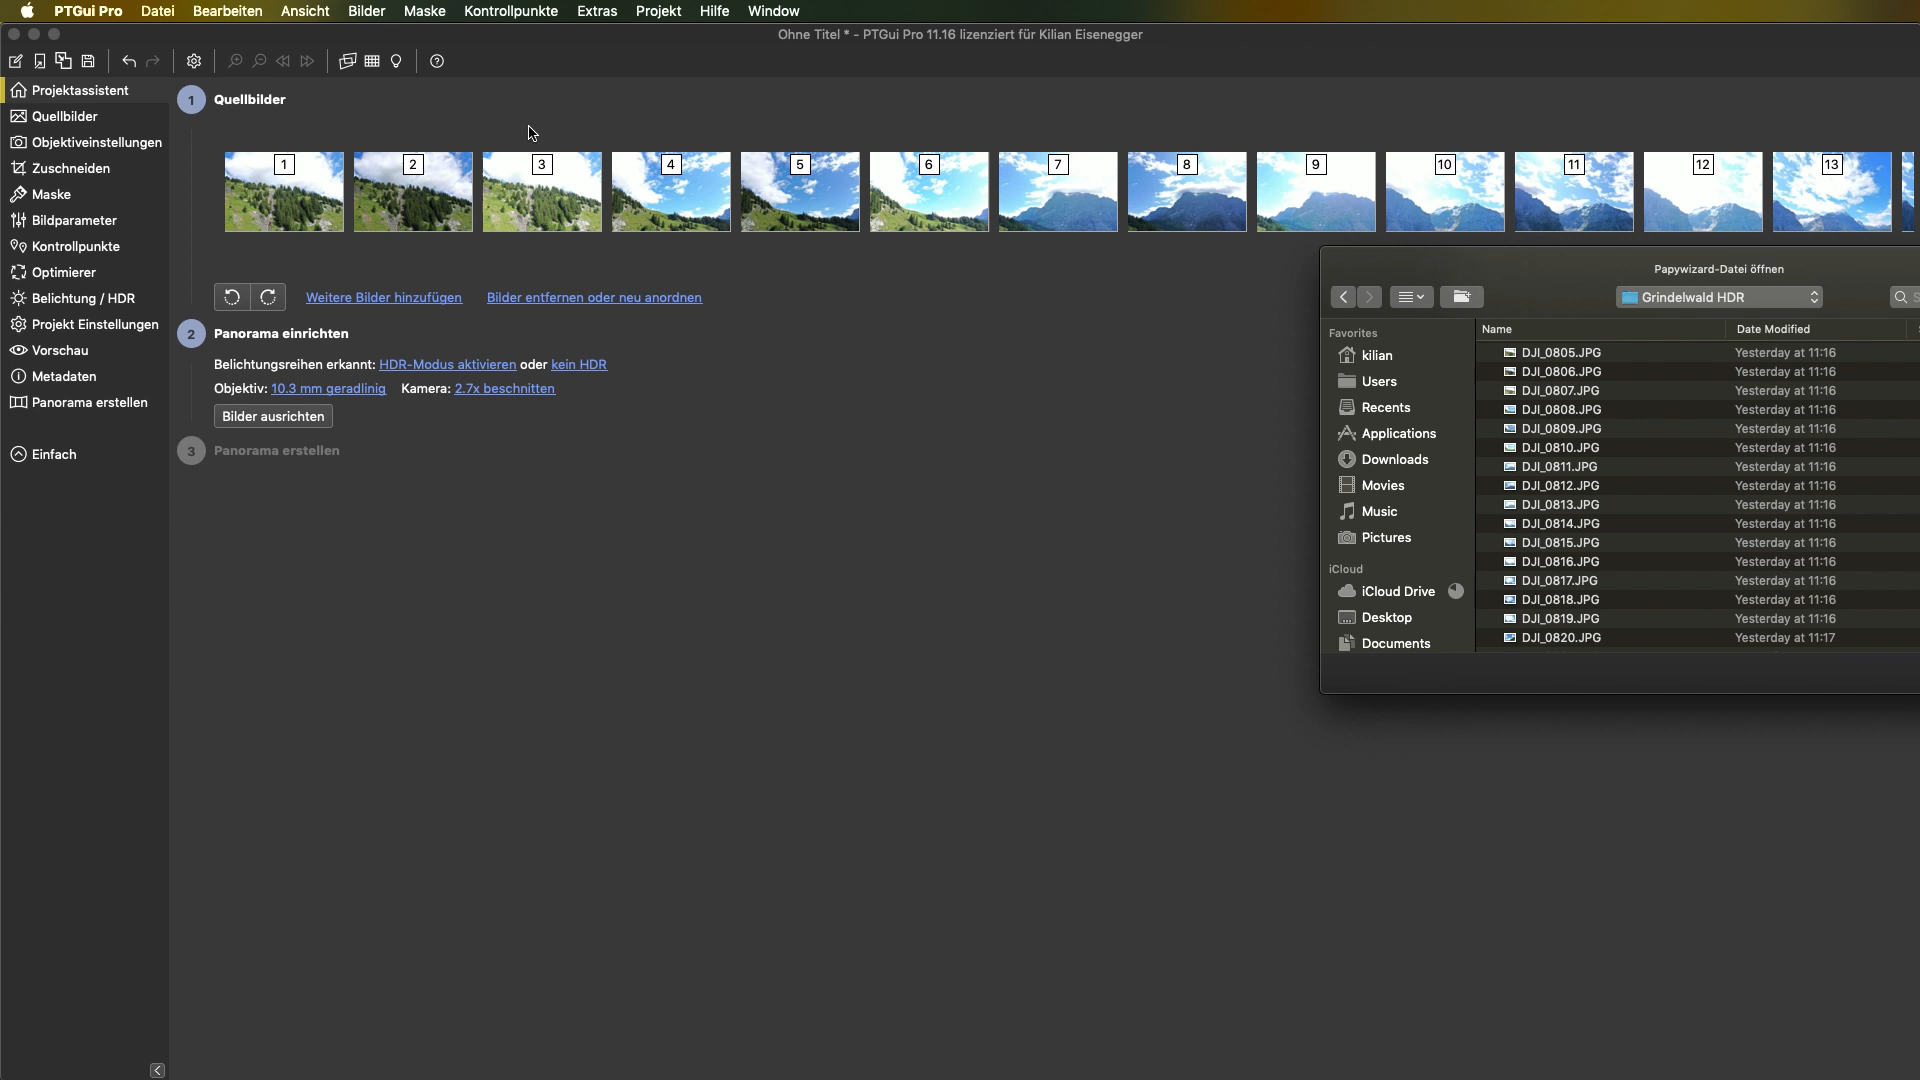 PTGui Pro Datei Bearbeiten Ansicht Bilder Maske Kontrollpunkte Extras Projekt Hilfe Window
Ohne Titel * - PTGui Pro 11.16 lizenziert für Kilian Eisenegger
Projektassistent
Quellbilder
Objektiveinstellungen
Zuschneiden
Maske
Bildparameter
Kontrollpunkte
Optimierer
Belichtung / HDR
Projekt Einstellungen
Vorschau
Metadaten
Panorama erstellen
Einfach
1 Quellbilder
1 2 3 4 5 6 7 8 9 10 11 12 13
Weitere Bilder hinzufügen Bilder entfernen oder neu anordnen
2 Panorama einrichten
Belichtungsreihen erkannt: HDR-Modus aktivieren oder kein HDR
Objektiv: 10.3 mm geradlinig Kamera: 2.7x beschnitten
Bilder ausrichten
3 Panorama erstellen
Papywizard-Datei öffnen
Grindelwald HDR
Favorites
kilian
Users
Recents
Applications
Downloads
Movies
Music
Pictures
iCloud
iCloud Drive
Desktop
Documents
Name Date Modified
DJI_0805.JPG Yesterday at 11:16
DJI_0806.JPG Yesterday at 11:16
DJI_0807.JPG Yesterday at 11:16
DJI_0808.JPG Yesterday at 11:16
DJI_0809.JPG Yesterday at 11:16
DJI_0810.JPG Yesterday at 11:16
DJI_0811.JPG Yesterday at 11:16
DJI_0812.JPG Yesterday at 11:16
DJI_0813.JPG Yesterday at 11:16
DJI_0814.JPG Yesterday at 11:16
DJI_0815.JPG Yesterday at 11:16
DJI_0816.JPG Yesterday at 11:16
DJI_0817.JPG Yesterday at 11:16
DJI_0818.JPG Yesterday at 11:16
DJI_0819.JPG Yesterday at 11:16
DJI_0820.JPG Yesterday at 11:17